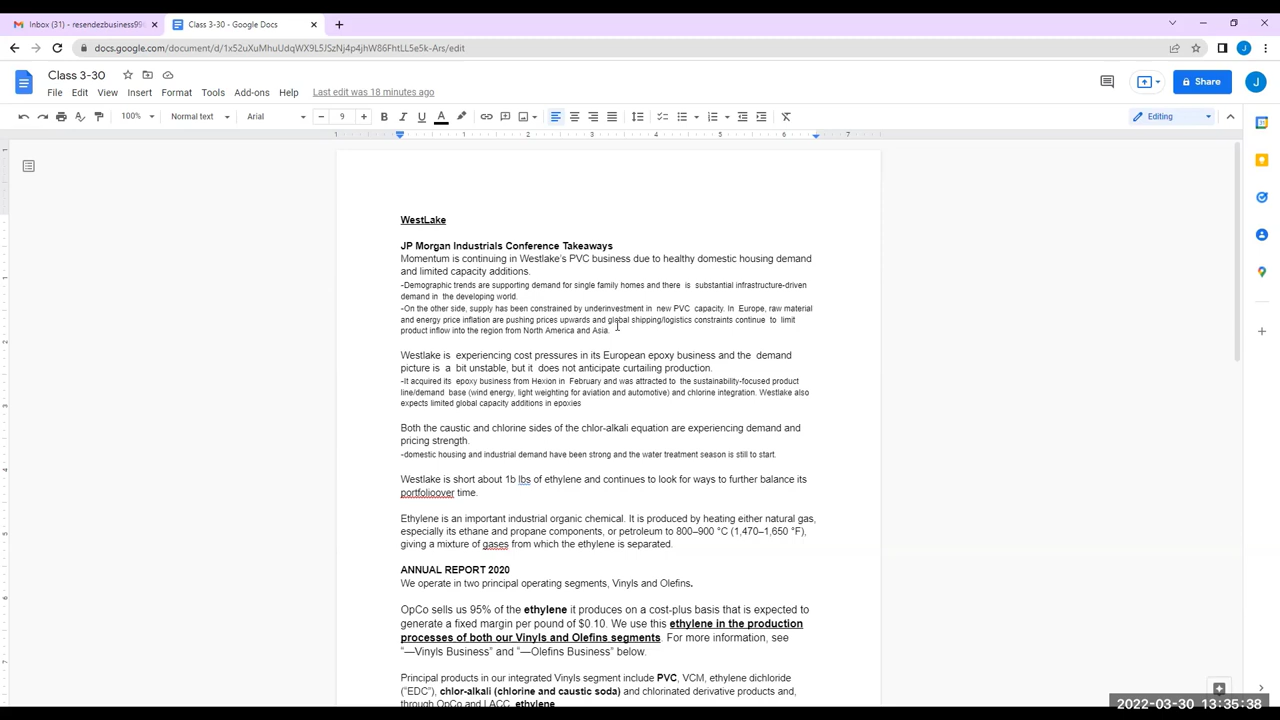 Inbox (31) - resendezbusiness99
Class 3-30 - Google Docs
docs.google.com/document/d/1x52uXuMhuUdqWX9L5JSzNj4p4jhW86FhtLL5e5k-Ars/edit
Class 3-30
File Edit View Insert Format Tools Add-ons Help Last edit was 18 minutes ago
Share
100% Normal text Arial 9 Editing
1 1 2 3 4 5 6 7
WestLake
JP Morgan Industrials Conference Takeaways
Momentum is continuing in Westlake's PVC business due to healthy domestic housing demand
and limited capacity additions.
-Demographic trends are supporting demand for single family homes and there is substantial infrastructure-driven
demand in the developing world.
-On the other side, supply has been constrained by underinvestment in new PVC capacity. In Europe, raw material
and energy price inflation are pushing prices upwards and global shipping/logistics constraints continue to limit
product inflow into the region from North America and Asia.
Westlake is experiencing cost pressures in its European epoxy business and the demand
picture is a bit unstable, but it does not anticipate curtailing production.
-It acquired its epoxy business from Hexion in February and was attracted to the sustainability-focused product
line/demand base (wind energy, light weighting for aviation and automotive) and chlorine integration. Westlake also
expects limited global capacity additions in epoxies
Both the caustic and chlorine sides of the chlor-alkali equation are experiencing demand and
pricing strength.
-domestic housing and industrial demand have been strong and the water treatment season is still to start.
Westlake is short about 1b lbs of ethylene and continues to look for ways to further balance its
portfolioover time.
Ethylene is an important industrial organic chemical. It is produced by heating either natural gas,
especially its ethane and propane components, or petroleum to 800–900 °C (1,470–1,650 °F),
giving a mixture of gases from which the ethylene is separated.
ANNUAL REPORT 2020
We operate in two principal operating segments, Vinyls and Olefins.
OpCo sells us 95% of the ethylene it produces on a cost-plus basis that is expected to
generate a fixed margin per pound of $0.10. We use this ethylene in the production
processes of both our Vinyls and Olefins segments. For more information, see
"—Vinyls Business" and "—Olefins Business" below.
Principal products in our integrated Vinyls segment include PVC, VCM, ethylene dichloride
("EDC"), chlor-alkali (chlorine and caustic soda) and chlorinated derivative products and,
through OpCo and LACC, ethylene
2022-03-30 13:35:38